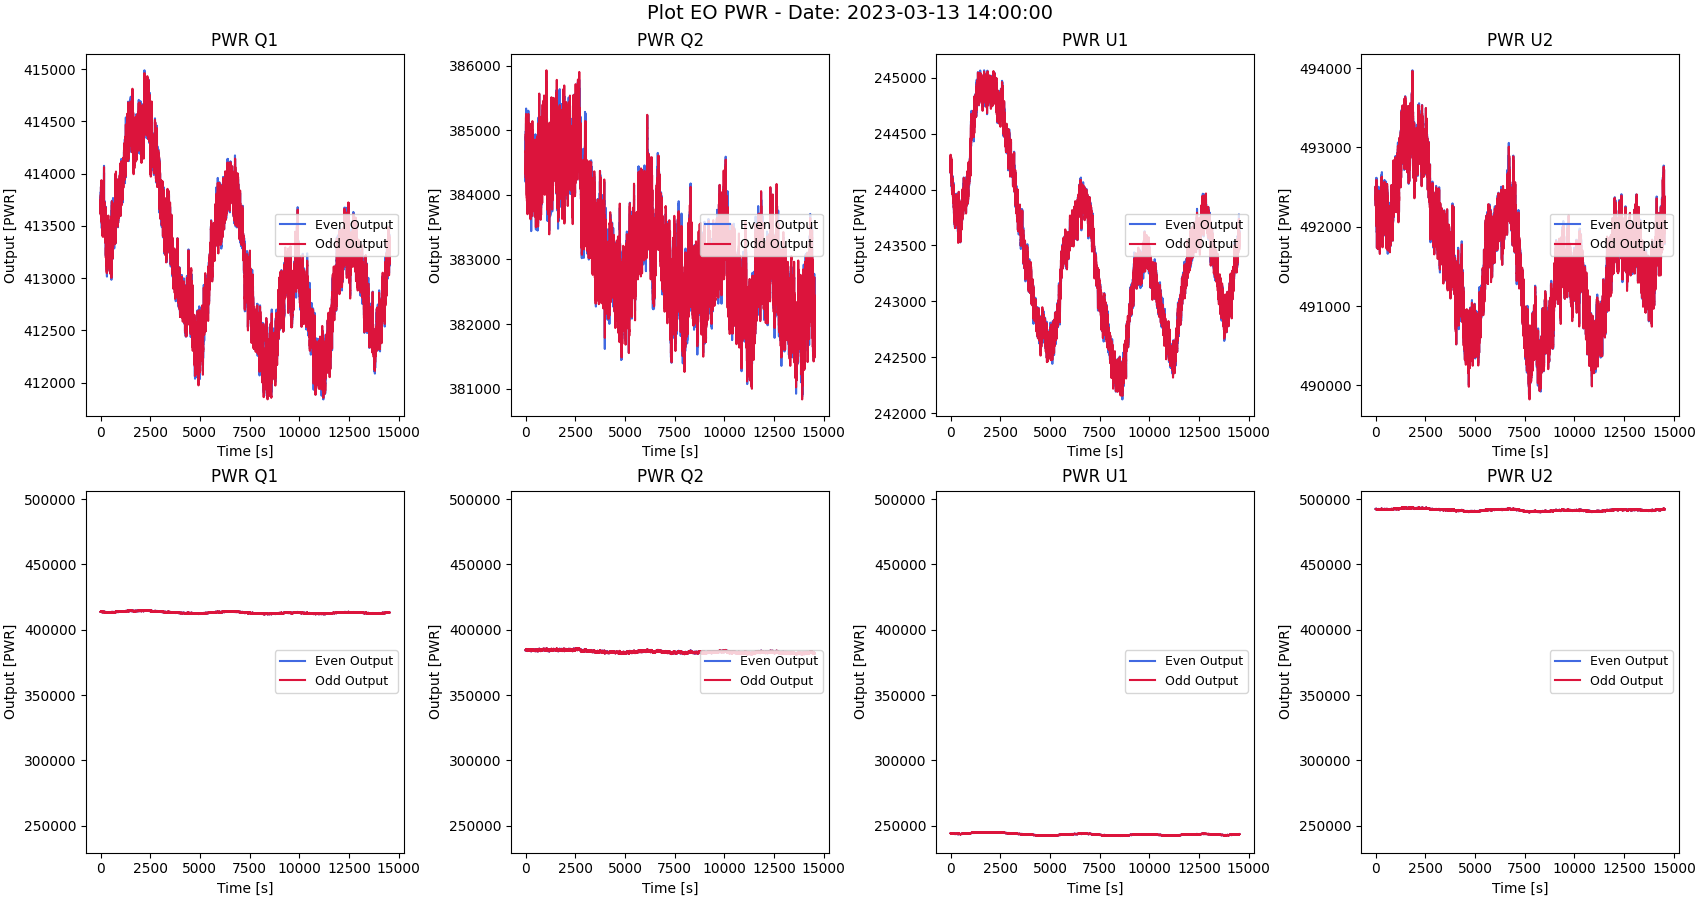 Plot EO PWR - Date: 2023-03-13 14:00:00
PWR Q1
Output [PWR]
415000
414500
414000
413500
413000
412500
412000
0 2500 5000 7500 10000 12500 15000
Time [s]
Even Output
Odd Output
PWR Q2
Output [PWR]
386000
385000
384000
383000
382000
381000
0 2500 5000 7500 10000 12500 15000
Time [s]
Even Output
Odd Output
PWR U1
Output [PWR]
245000
244500
244000
243500
243000
242500
242000
0 2500 5000 7500 10000 12500 15000
Time [s]
Even Output
Odd Output
PWR U2
Output [PWR]
494000
493000
492000
491000
490000
0 2500 5000 7500 10000 12500 15000
Time [s]
Even Output
Odd Output
PWR Q1
Output [PWR]
500000
450000
400000
350000
300000
250000
0 2500 5000 7500 10000 12500 15000
Time [s]
Even Output
Odd Output
PWR Q2
Output [PWR]
500000
450000
400000
350000
300000
250000
0 2500 5000 7500 10000 12500 15000
Time [s]
Even Output
Odd Output
PWR U1
Output [PWR]
500000
450000
400000
350000
300000
250000
0 2500 5000 7500 10000 12500 15000
Time [s]
Even Output
Odd Output
PWR U2
Output [PWR]
500000
450000
400000
350000
300000
250000
0 2500 5000 7500 10000 12500 15000
Time [s]
Even Output
Odd Output